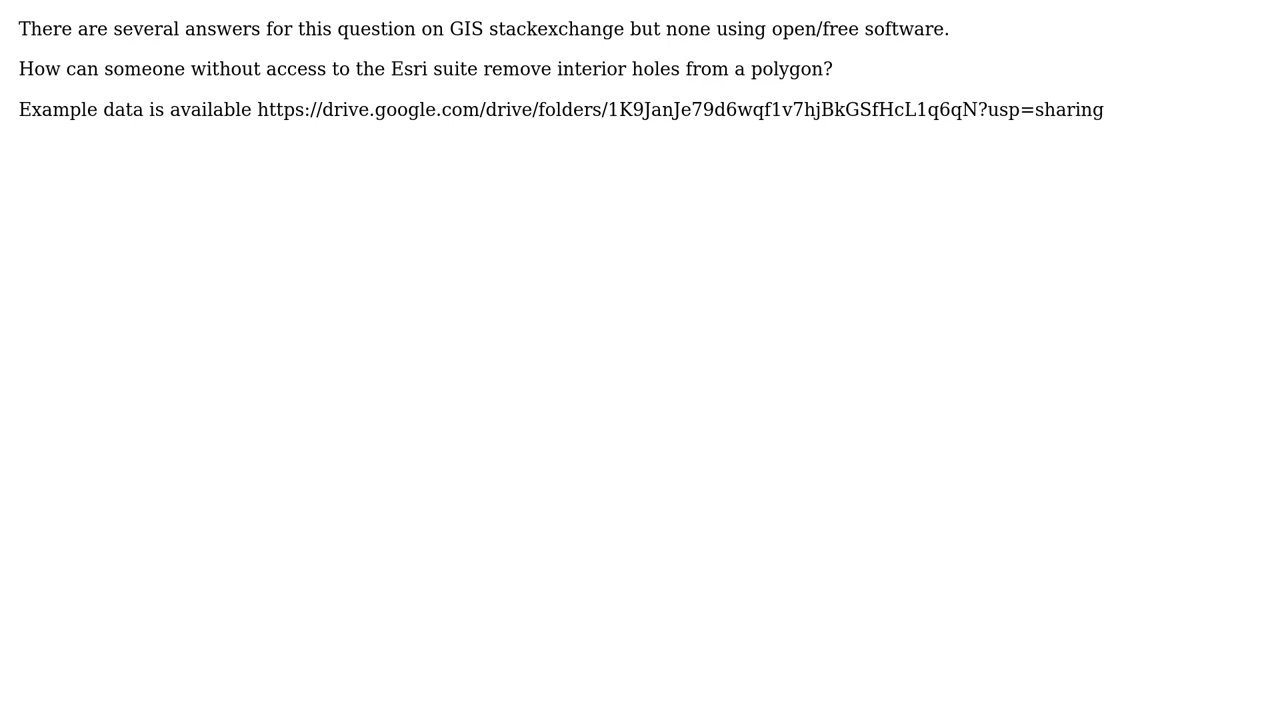 There are several answers for this question on GIS stackexchange but none using open/free software.
How can someone without access to the Esri suite remove interior holes from a polygon?
Example data is available https://drive.google.com/drive/folders/1K9JanJe79d6wqf1v7hjBkGSfHcL1q6qN?usp=sharing